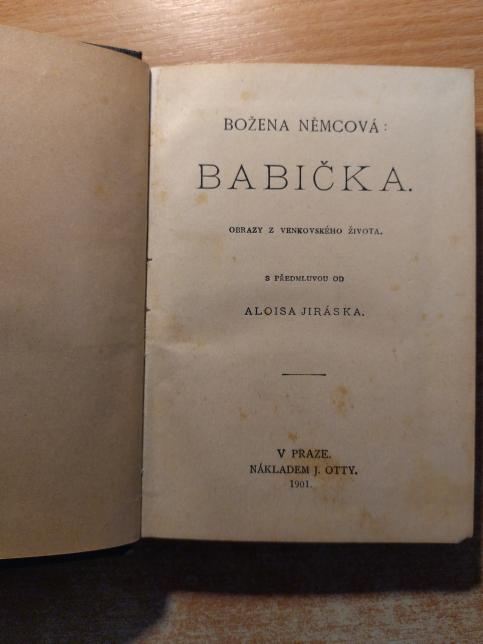 BOŽENA NĚMCOVÁ:
BABIČKA.
OBRAZY Z VENKOVSKÉHO ŽIVOTA.
S PŘEDMLUVOU OD
ALOISA JIRÁSKA.
V PRAZE.
NÁKLADEM J. OTTY.
1901.